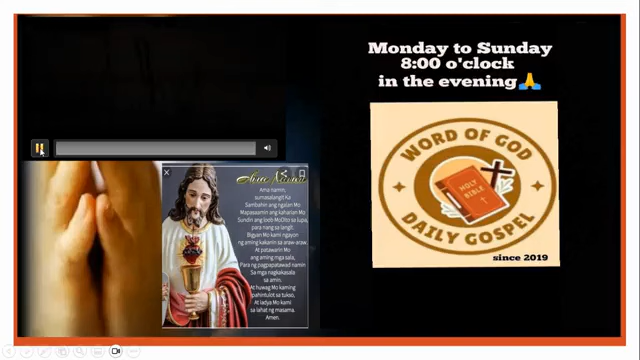 Monday to Sunday
8:00 o'clock
in the evening🙏
WORD OF GOD
HOLY BIBLE
DAILY GOSPEL
since 2019
Ama Namin
Ama namin,
sumasalangit Ka
Sambahin ang ngalan Mo
Mapasaamin ang kaharian Mo
Sundin ang loob Mo Dito sa lupa,
para nang sa langit
Bigyan Mo kami ngayon
ng aming kakanin sa araw-araw.
At patawarin Mo
ang aming mga sala,
Para ng pagpapatawad namin
Sa mga nagkakasala
sa amin.
At huwag Mo kaming
pahintulot sa tukso,
At iadya Mo kami
sa lahat ng masama.
Amen.